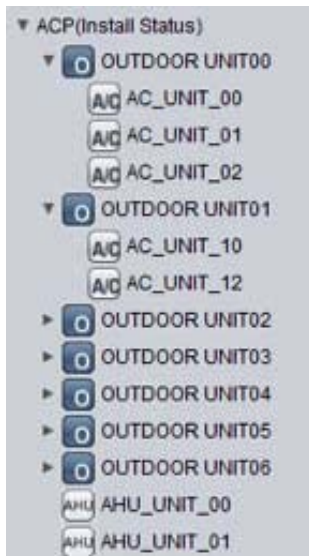 ACP(Install Status)
O OUTDOOR UNIT00
A/C AC_UNIT_00
A/C AC_UNIT_01
A/C AC_UNIT_02
O OUTDOOR UNIT01
A/C AC_UNIT_10
A/C AC_UNIT_12
O OUTDOOR UNIT02
O OUTDOOR UNIT03
O OUTDOOR UNIT04
O OUTDOOR UNIT05
O OUTDOOR UNIT06
AHU AHU_UNIT_00
AHU AHU_UNIT_01